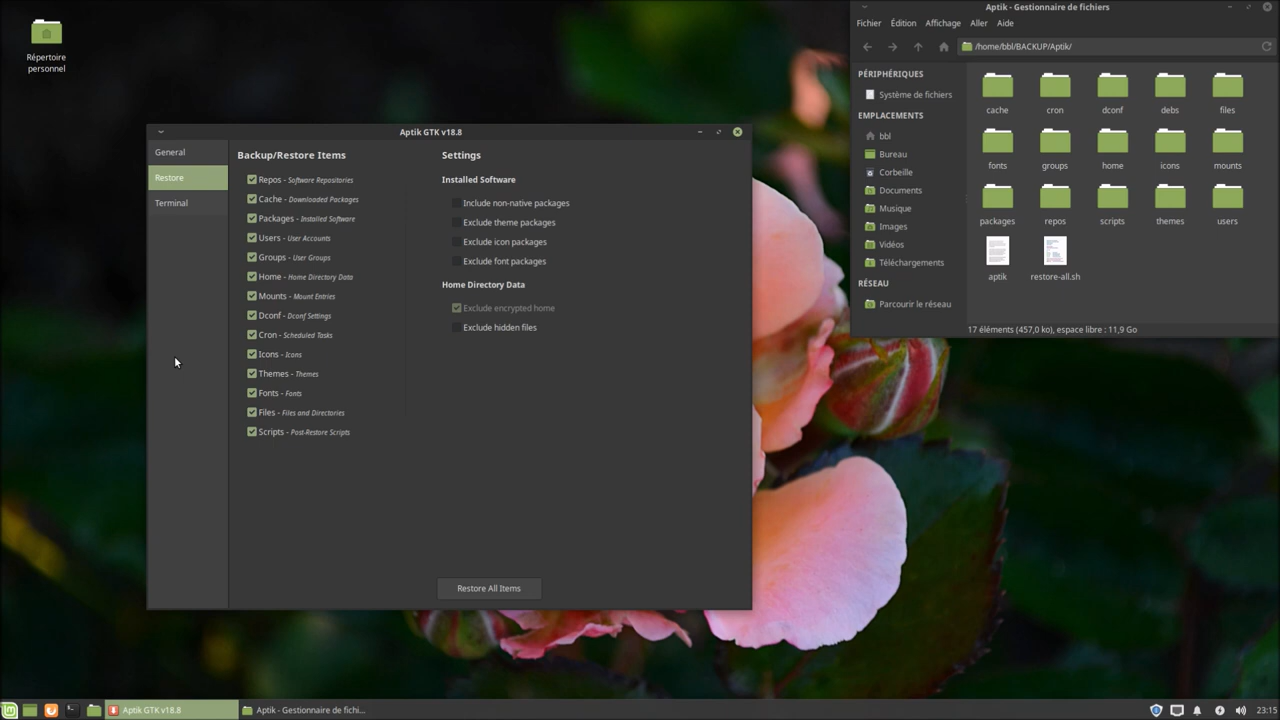 Répertoire
personnel
Aptik GTK v18.8
General
Restore
Terminal
Backup/Restore Items
Repos - Software Repositories
Cache - Downloaded Packages
Packages - Installed Software
Users - User Accounts
Groups - User Groups
Home - Home Directory Data
Mounts - Mount Entries
Dconf - Dconf Settings
Cron - Scheduled Tasks
Icons - Icons
Themes - Themes
Fonts - Fonts
Files - Files and Directories
Scripts - Post-Restore Scripts
Settings
Installed Software
Include non-native packages
Exclude theme packages
Exclude icon packages
Exclude font packages
Home Directory Data
Exclude encrypted home
Exclude hidden files
Restore All Items
Aptik - Gestionnaire de fichiers
Fichier Édition Affichage Aller Aide
/home/bbl/BACKUP/Aptik/
PÉRIPHÉRIQUES
Système de fichiers
EMPLACEMENTS
bbl
Bureau
Corbeille
Documents
Musique
Images
Vidéos
Téléchargements
RÉSEAU
Parcourir le réseau
cache cron dconf debs files
fonts groups home icons mounts
packages repos scripts themes users
aptik restore-all.sh
17 éléments (457,0 ko), espace libre : 11,9 Go
Aptik GTK v18.8
Aptik - Gestionnaire de fichi...
23:15